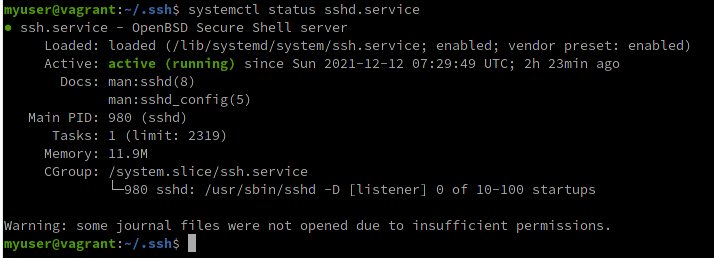 myuser@vagrant:~/.ssh$ systemctl status sshd.service
● ssh.service - OpenBSD Secure Shell server
Loaded: loaded (/lib/systemd/system/ssh.service; enabled; vendor preset: enabled)
Active: active (running) since Sun 2021-12-12 07:29:49 UTC; 2h 23min ago
Docs: man:sshd(8)
man:sshd_config(5)
Main PID: 980 (sshd)
Tasks: 1 (limit: 2319)
Memory: 11.9M
CGroup: /system.slice/ssh.service
└─980 sshd: /usr/sbin/sshd -D [listener] 0 of 10-100 startups
Warning: some journal files were not opened due to insufficient permissions.
myuser@vagrant:~/.ssh$